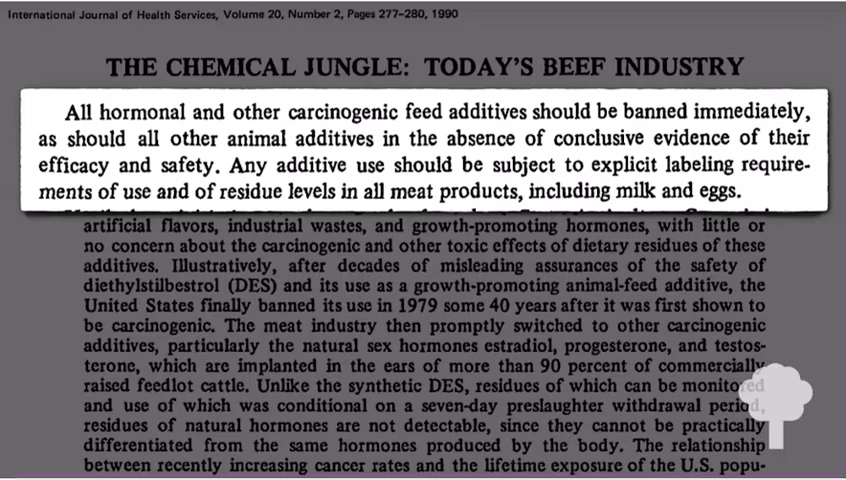 International Journal of Health Services, Volume 20, Number 2, Pages 277–280, 1990
THE CHEMICAL JUNGLE: TODAY'S BEEF INDUSTRY
All hormonal and other carcinogenic feed additives should be banned immediately,
as should all other animal additives in the absence of conclusive evidence of their
efficacy and safety. Any additive use should be subject to explicit labeling require-
ments of use and of residue levels in all meat products, including milk and eggs.
artificial flavors, industrial wastes, and growth-promoting hormones, with little or
no concern about the carcinogenic and other toxic effects of dietary residues of these
additives. Illustratively, after decades of misleading assurances of the safety of
diethylstilbestrol (DES) and its use as a growth-promoting animal-feed additive, the
United States finally banned its use in 1979 some 40 years after it was first shown to
be carcinogenic. The meat industry then promptly switched to other carcinogenic
additives, particularly the natural sex hormones estradiol, progesterone, and testos-
terone, which are implanted in the ears of more than 90 percent of commercially
raised feedlot cattle. Unlike the synthetic DES, residues of which can be monitored
and use of which was conditional on a seven-day preslaughter withdrawal period,
residues of natural hormones are not detectable, since they cannot be practically
differentiated from the same hormones produced by the body. The relationship
between recently increasing cancer rates and the lifetime exposure of the U.S. popu-